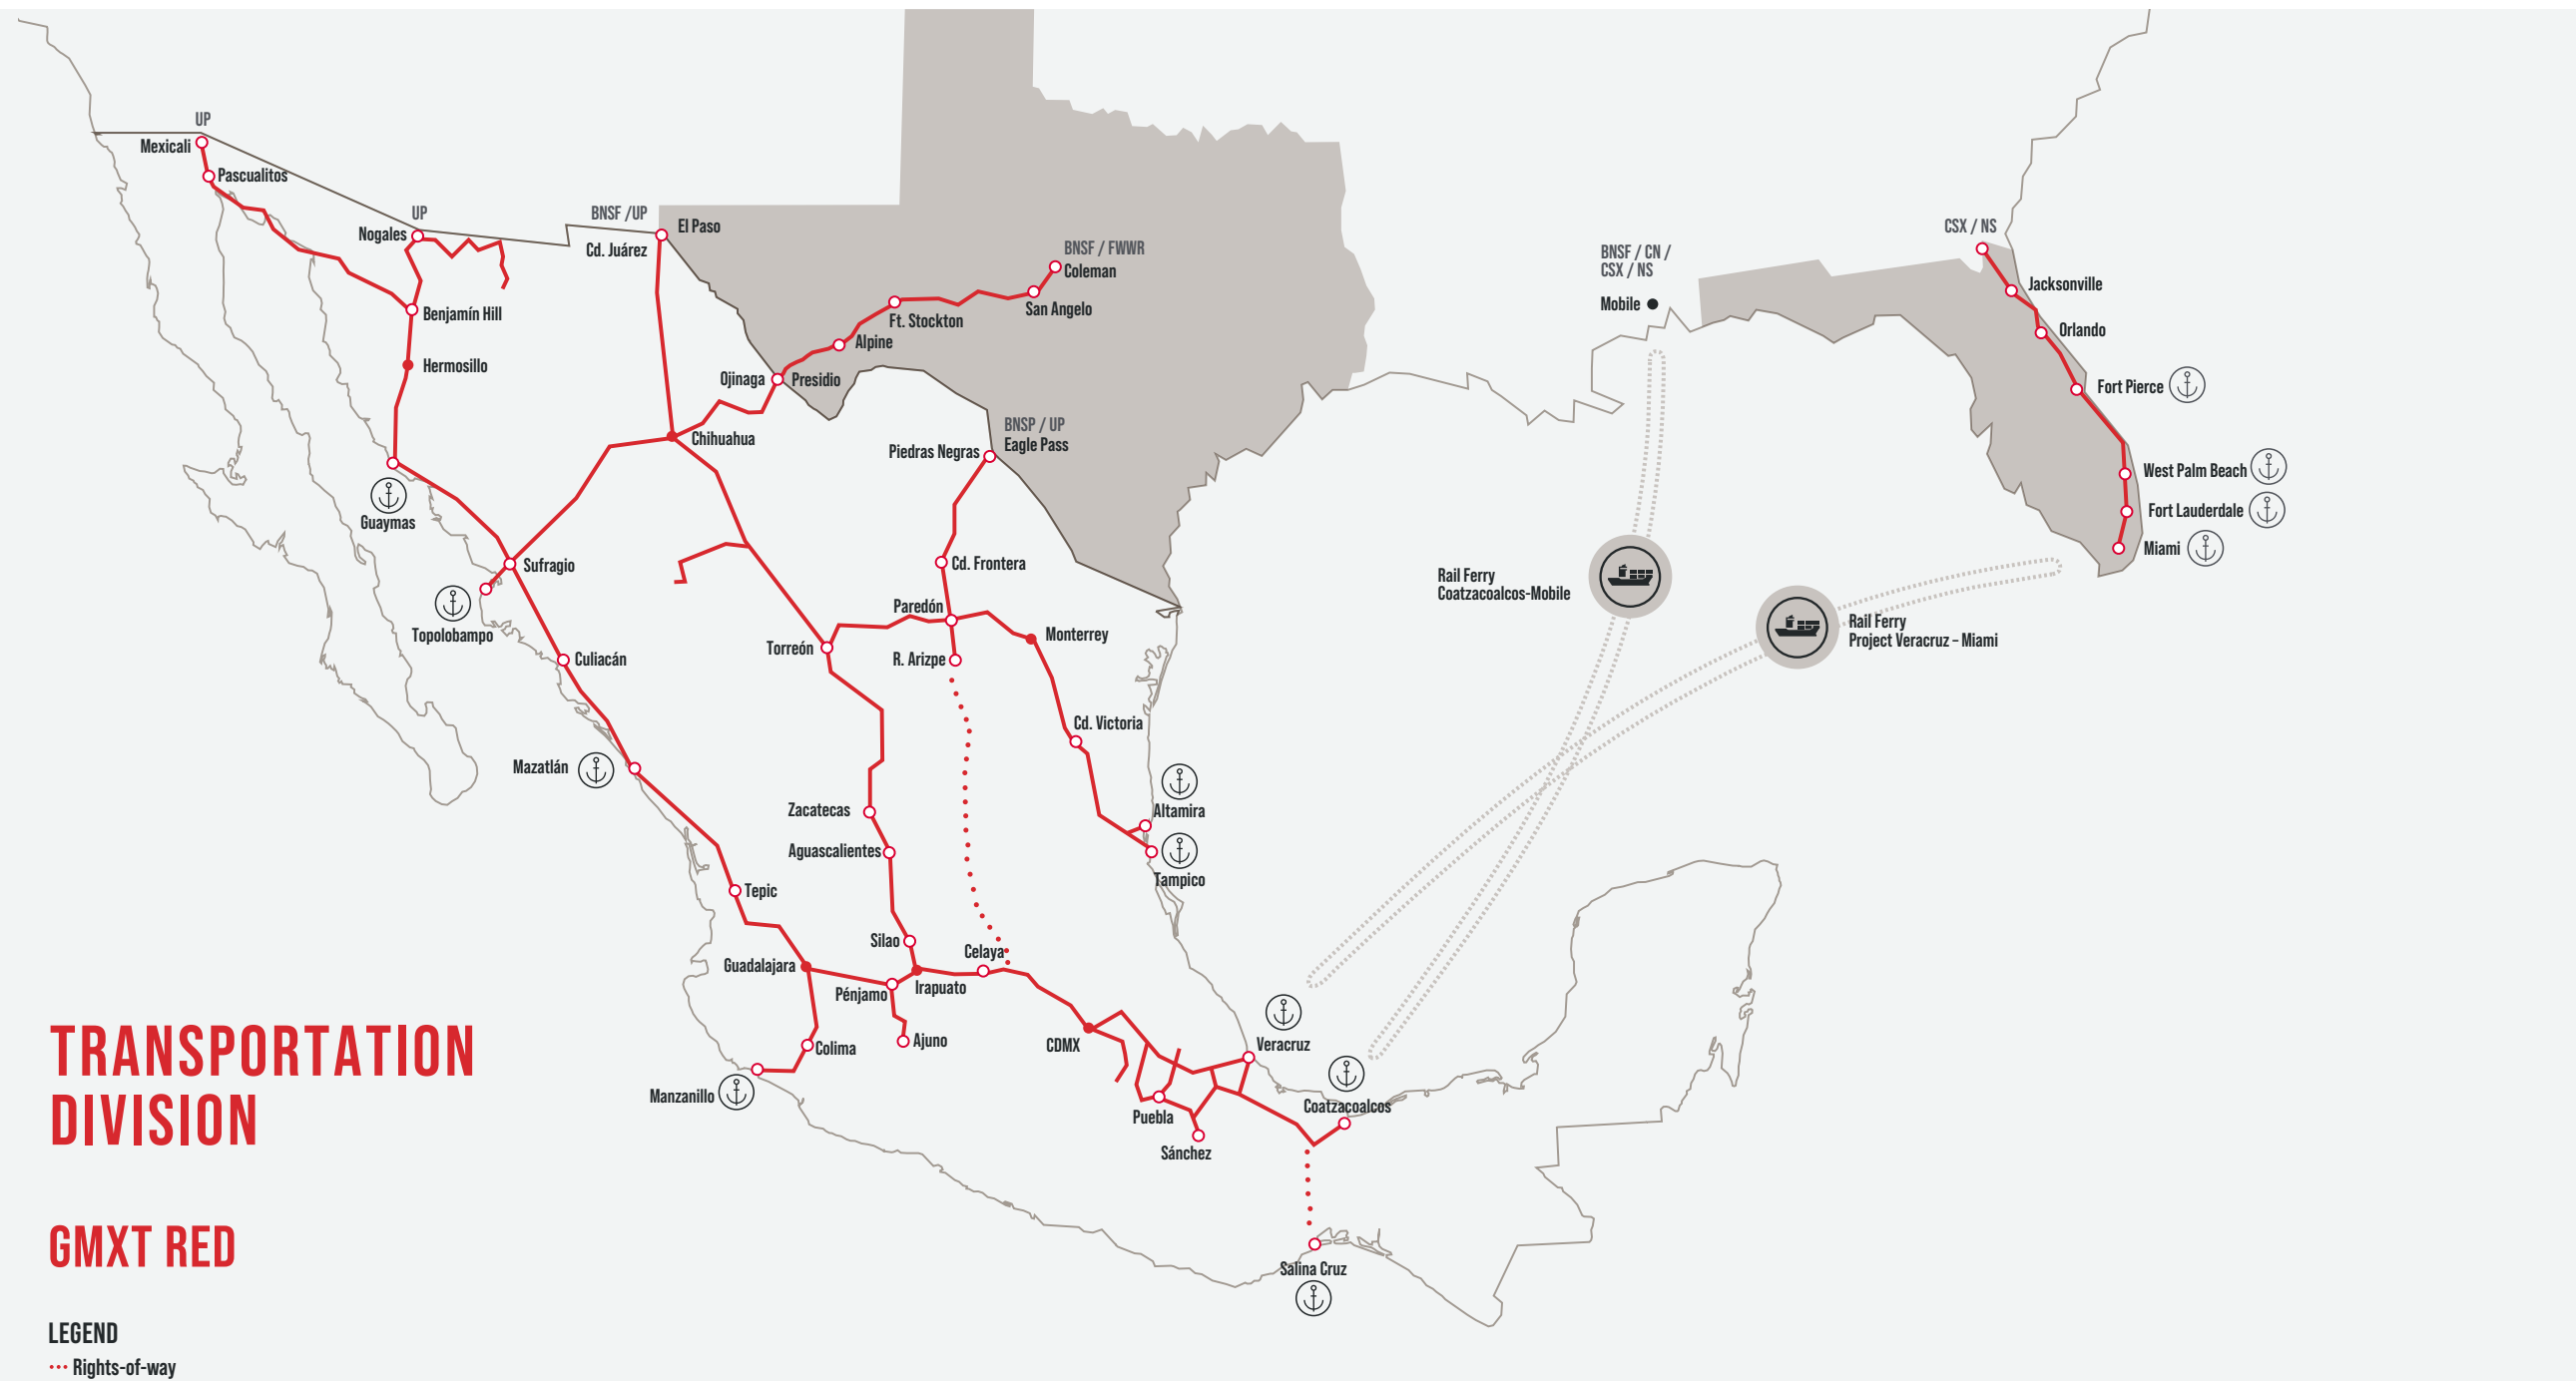 UP
Mexicali
Pascualitos
UP
Nogales
BNSF /UP
El Paso
Cd. Juárez
BNSF / FWWR
Coleman
San Angelo
Ft. Stockton
Alpine
Benjamín Hill
Hermosillo
Ojinaga
Presidio
Chihuahua
BNSP / UP
Eagle Pass
Piedras Negras
Guaymas
Sufragio
Topolobampo
Cd. Frontera
Paredón
Monterrey
Torreón
R. Arizpe
Culiacán
Cd. Victoria
Mazatlán
Zacatecas
Altamira
Aguascalientes
Tampico
Tepic
Silao
Celaya
Guadalajara
Pénjamo
Irapuato
Ajuno
Colima
CDMX
Manzanillo
Veracruz
Puebla
Coatzacoalcos
Sánchez
Salina Cruz
BNSF / CN /
CSX / NS
Mobile
CSX / NS
Jacksonville
Orlando
Fort Pierce
West Palm Beach
Fort Lauderdale
Miami
Rail Ferry
Coatzacoalcos-Mobile
Rail Ferry
Project Veracruz – Miami
TRANSPORTATION
DIVISION
GMXT RED
LEGEND
Rights-of-way